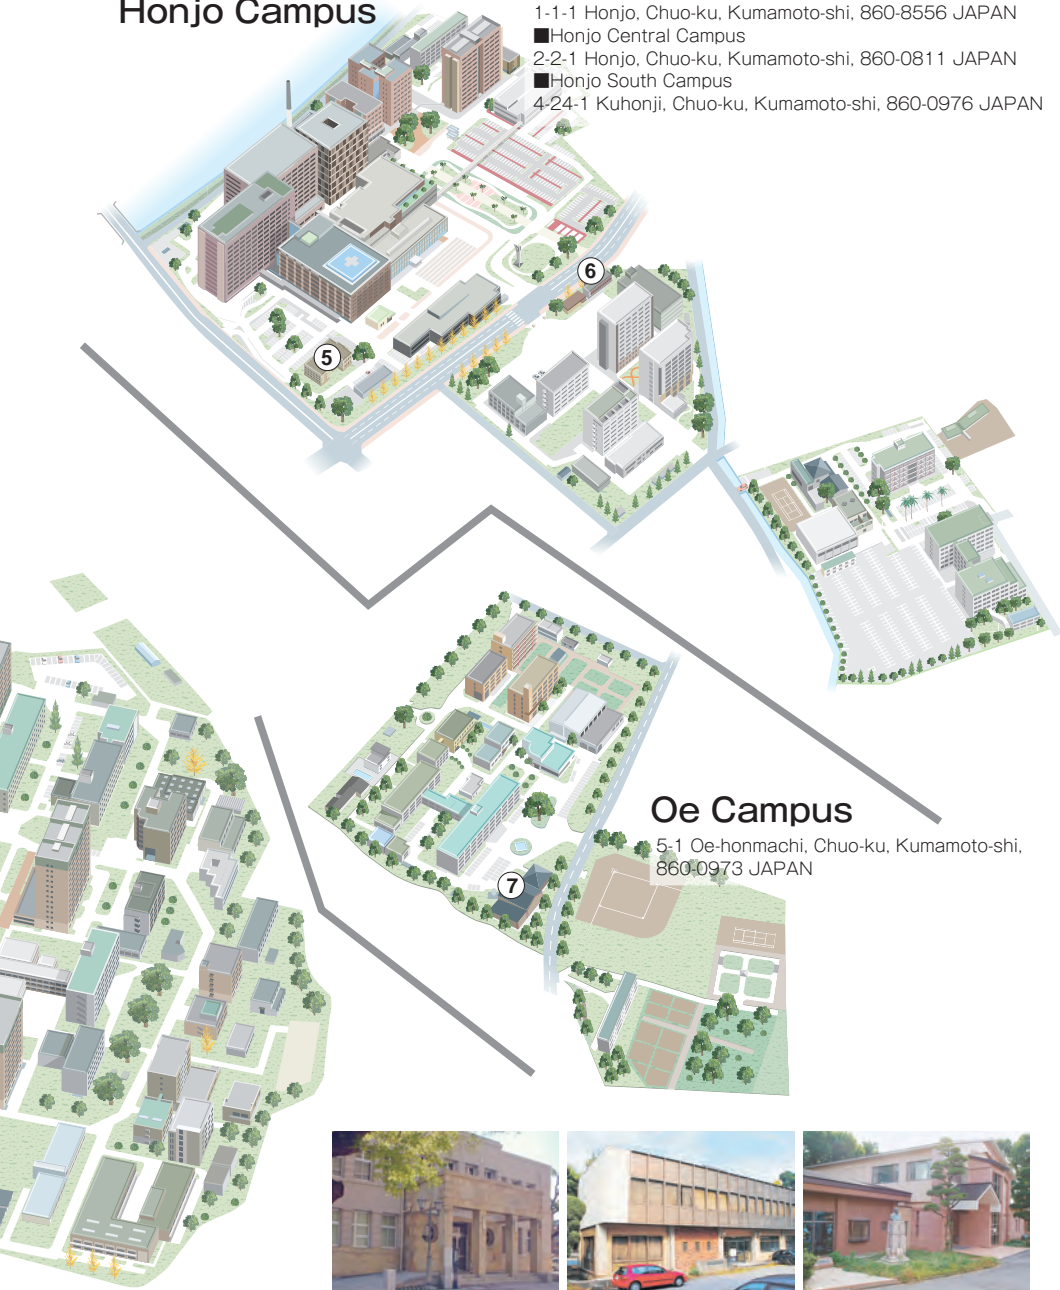 Honjo Campus
1-1-1 Honjo, Chuo-ku, Kumamoto-shi, 860-8556 JAPAN
■Honjo Central Campus
2-2-1 Honjo, Chuo-ku, Kumamoto-shi, 860-0811 JAPAN
■Honjo South Campus
4-24-1 Kuhonji, Chuo-ku, Kumamoto-shi, 860-0976 JAPAN
6
5
Oe Campus
5-1 Oe-honmachi, Chuo-ku, Kumamoto-shi,
860-0973 JAPAN
7